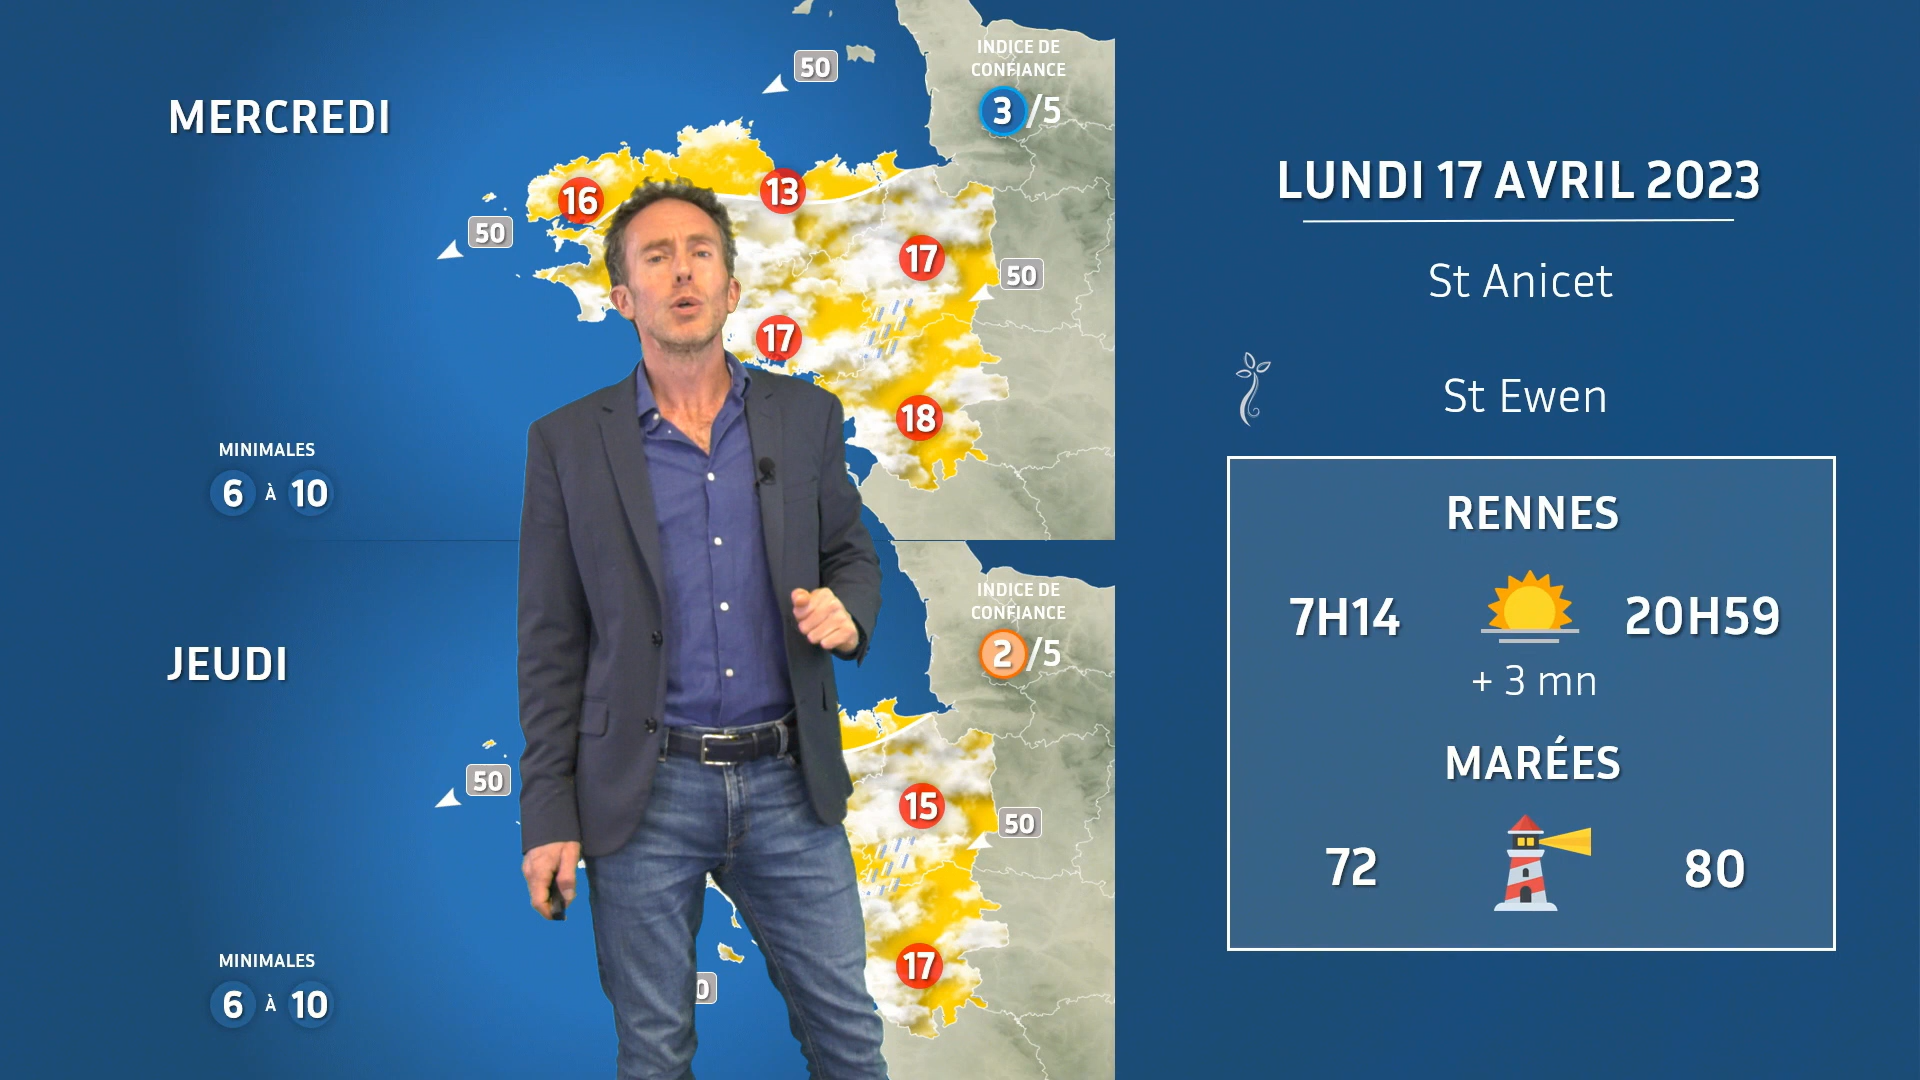 MERCREDI
50
INDICE DE
CONFIANCE
3/5
16
13
50
17
50
17
18
MINIMALES
6 À 10
JEUDI
INDICE DE
CONFIANCE
2/5
50
15
50
17
MINIMALES
6 À 10
LUNDI 17 AVRIL 2023
St Anicet
St Ewen
RENNES
7H14
20H59
+ 3 mn
MARÉES
72
80